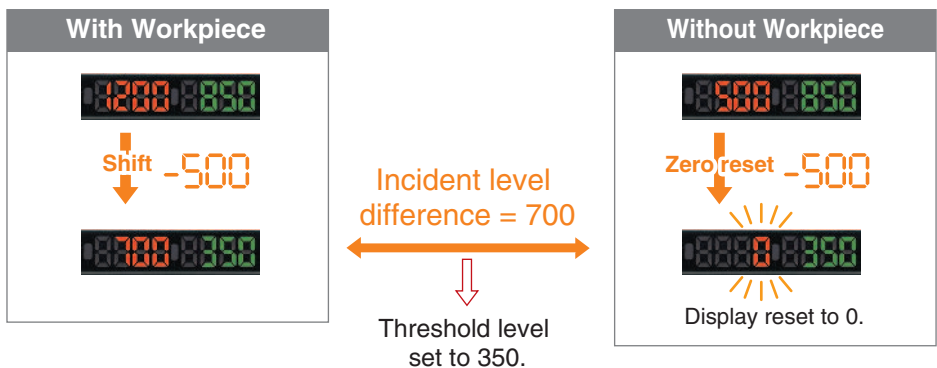 With Workpiece
1200 850
Shift -500
700 350
Incident level
difference = 700
Threshold level
set to 350.
Without Workpiece
500 850
Zero reset -500
0 350
Display reset to 0.